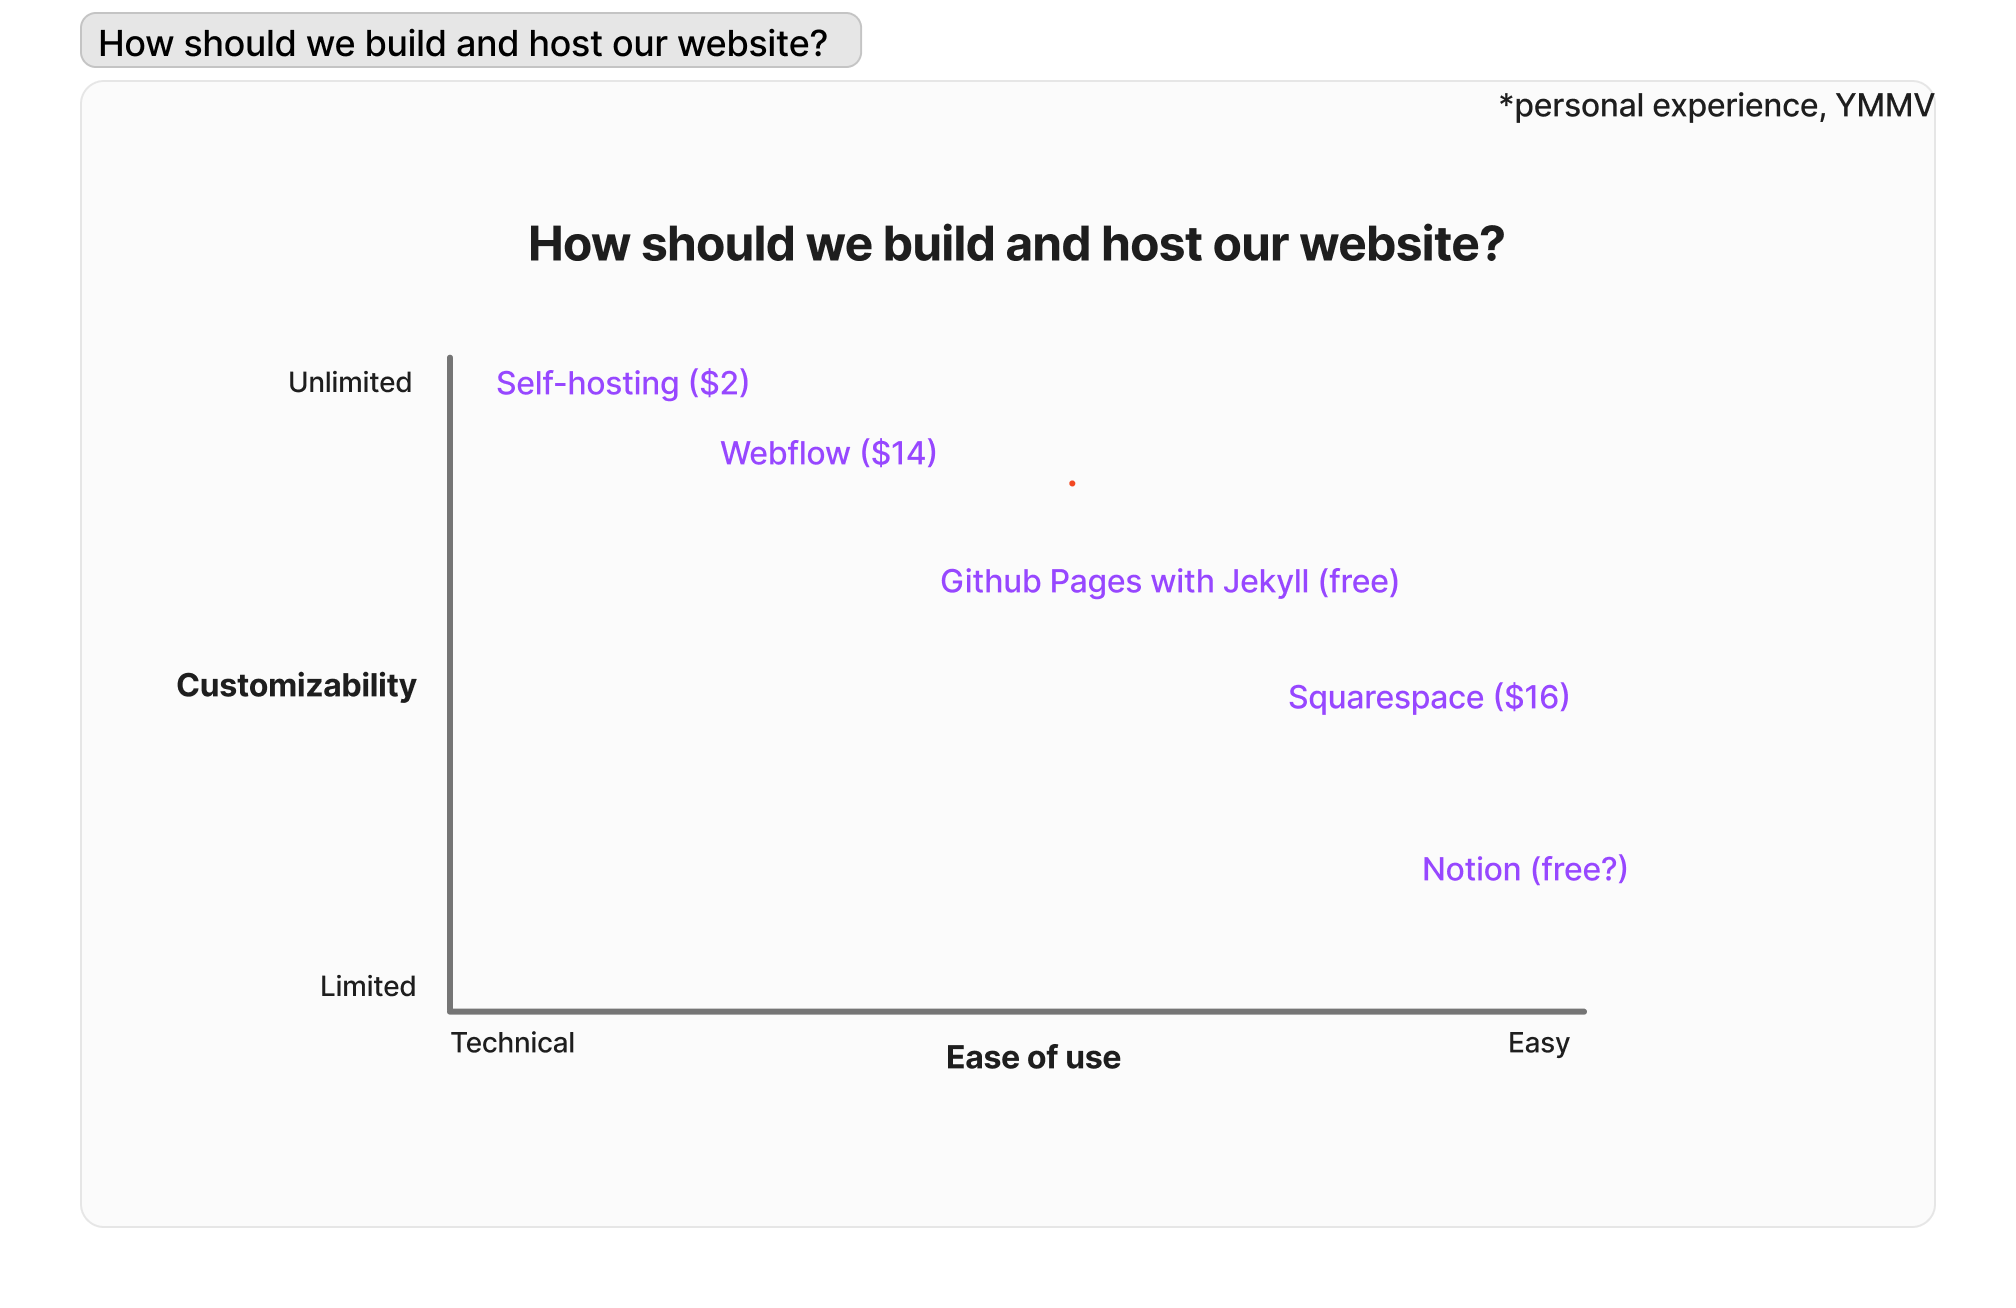 How should we build and host our website?
*personal experience, YMMV
How should we build and host our website?
Unlimited
Self-hosting ($2)
Webflow ($14)
Github Pages with Jekyll (free)
Customizability
Squarespace ($16)
Notion (free?)
Limited
Technical
Ease of use
Easy